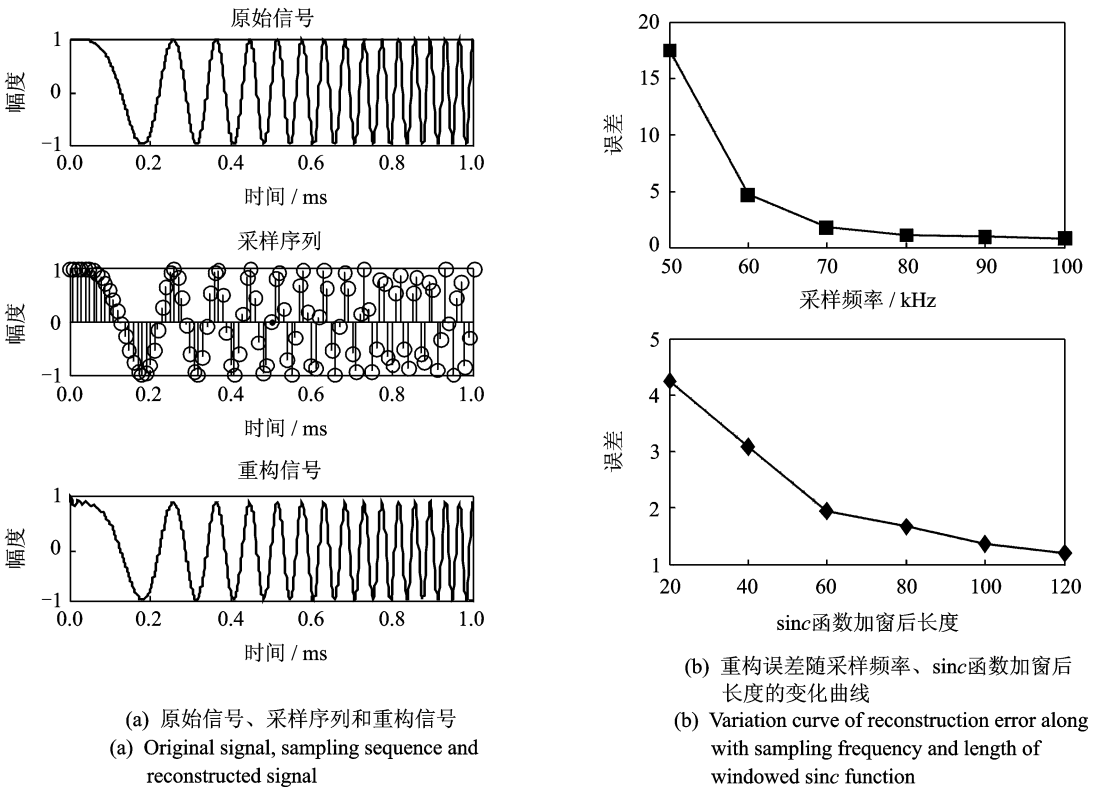 原始信号
幅度
1
0
−1
0.0 0.2 0.4 0.6 0.8 1.0
时间 / ms
采样序列
幅度
1
0
−1
0.0 0.2 0.4 0.6 0.8 1.0
时间 / ms
重构信号
幅度
1
0
−1
0.0 0.2 0.4 0.6 0.8 1.0
时间 / ms
(a) 原始信号、采样序列和重构信号
(a) Original signal, sampling sequence and
reconstructed signal
误差
20
15
10
5
0
50 60 70 80 90 100
采样频率 / kHz
误差
5
4
3
2
1
20 40 60 80 100 120
sinc函数加窗后长度
(b) 重构误差随采样频率、sinc函数加窗后
长度的变化曲线
(b) Variation curve of reconstruction error along
with sampling frequency and length of
windowed sinc function